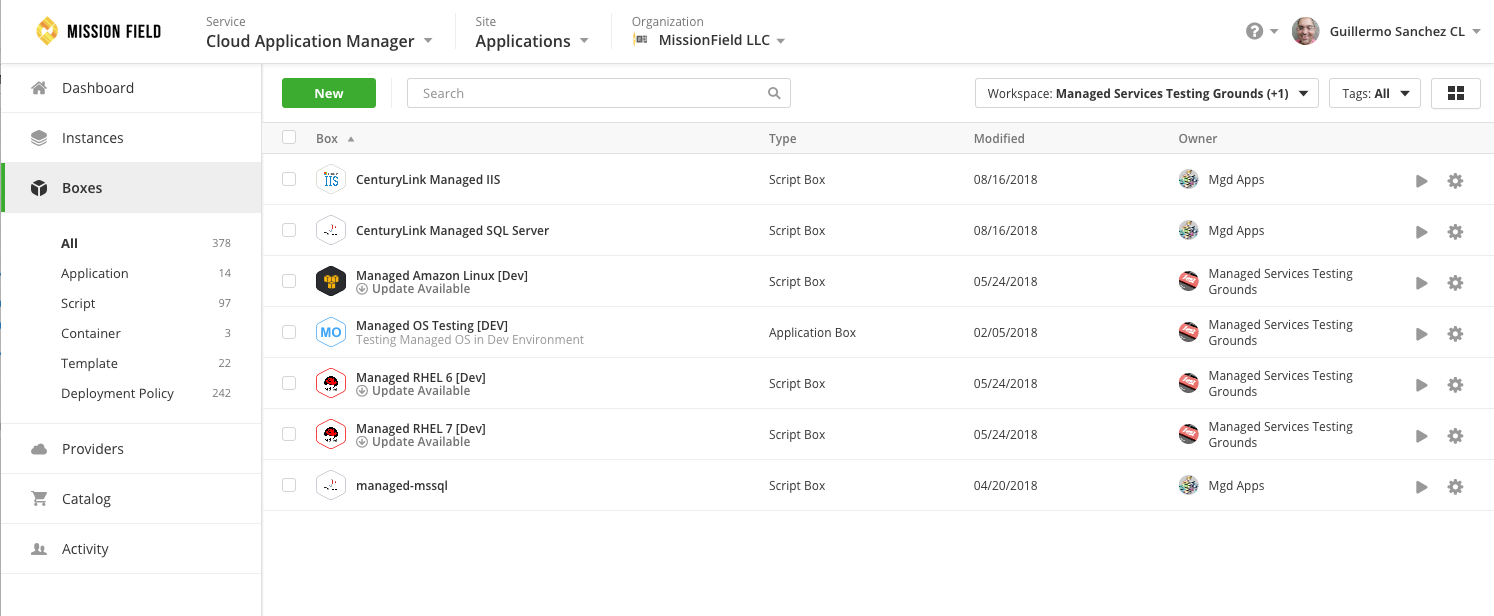 MISSION FIELD
Service
Cloud Application Manager
Site
Applications
Organization
MissionField LLC
?
Guillermo Sanchez CL
Dashboard
Instances
Boxes
All 378
Application 14
Script 97
Container 3
Template 22
Deployment Policy 242
Providers
Catalog
Activity
New
Search
Workspace: Managed Services Testing Grounds (+1)
Tags: All
Box Type Modified Owner
IIS CenturyLink Managed IIS Script Box 08/16/2018 Mgd Apps
CenturyLink Managed SQL Server Script Box 08/16/2018 Mgd Apps
Managed Amazon Linux [Dev] Script Box 05/24/2018 Managed Services Testing
Update Available Grounds
MO Managed OS Testing [DEV] Application Box 02/05/2018 Managed Services Testing
Testing Managed OS in Dev Environment Grounds
Managed RHEL 6 [Dev] Script Box 05/24/2018 Managed Services Testing
Update Available Grounds
Managed RHEL 7 [Dev] Script Box 05/24/2018 Managed Services Testing
Update Available Grounds
managed-mssql Script Box 04/20/2018 Mgd Apps